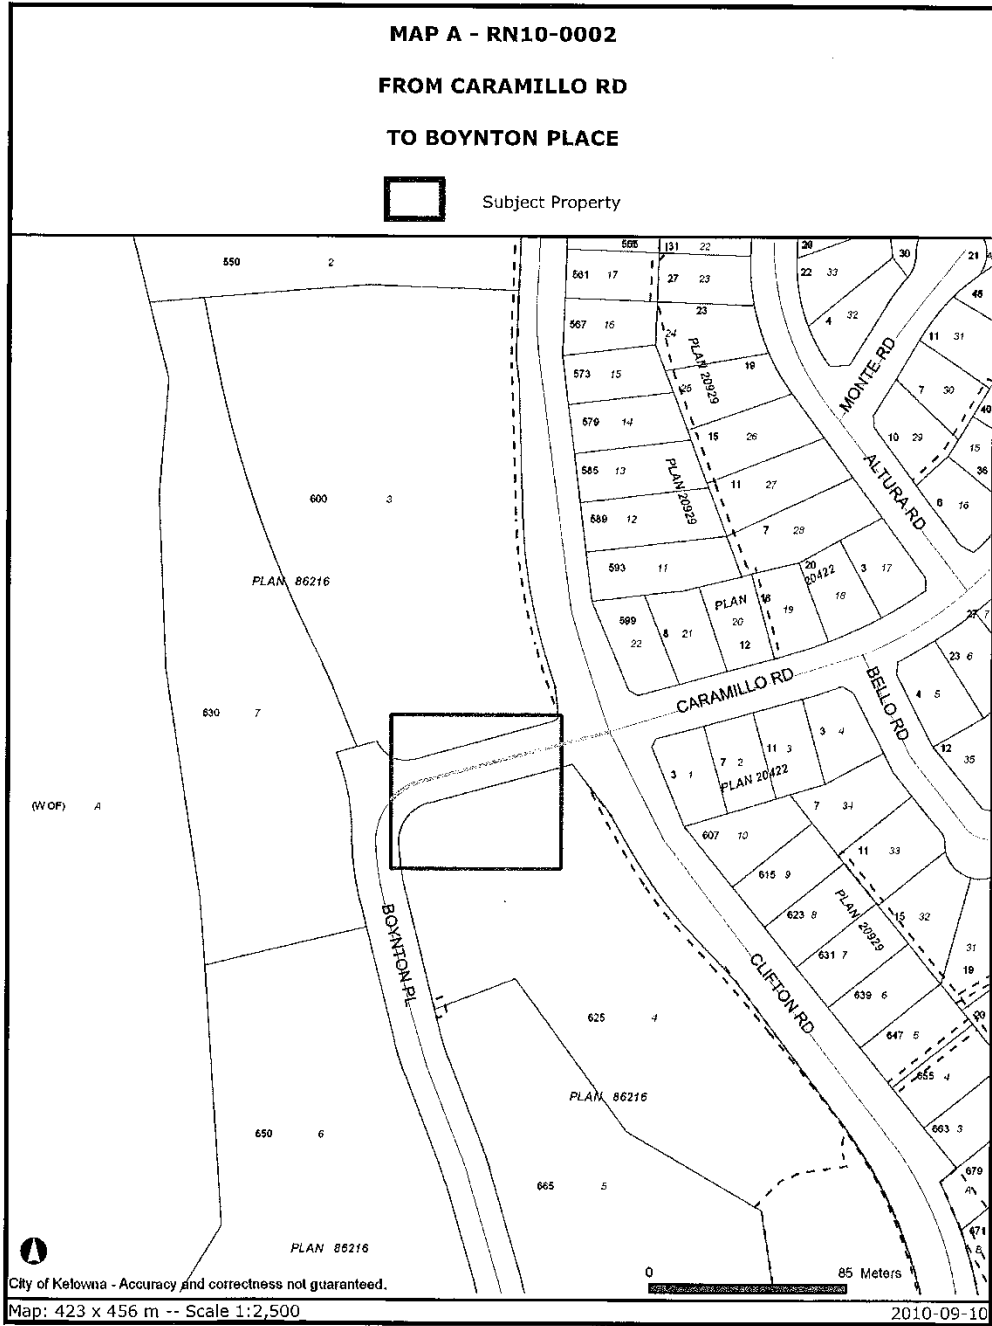 MAP A - RN10-0002
FROM CARAMILLO RD
TO BOYNTON PLACE
Subject Property
550 2
565 131 22
29
30
21
561 17
27 23
22 33
45
567 16
23
4 32
11 31
24
PLAN 20929
MONTE RD
573 15
19
25
7 30
40
579 14
15 26
10 29
15
585 13
PLAN 20929
11 27
ALTURA RD
36
600 3
589 12
7 28
6 16
593 11
20
20422
3 17
PLAN 86216
PLAN
18
19
18
599
22
8 21
20
12
27 7
23 6
CARAMILLO RD
BELLO RD
4 5
630 7
3 4
11 3
7 2
3 1
PLAN 20422
12
35
(W OF) A
7 34
607 10
11 33
615 9
PLAN 20929
BOYNTON PL
623 8
15 32
631 7
31
19
CLIFTON RD
639 6
625 4
647 5
29
PLAN 86216
655 4
650 6
663 3
665 5
679
A
671
B
PLAN 86216
City of Kelowna - Accuracy and correctness not guaranteed.
0 85 Meters
Map: 423 x 456 m -- Scale 1:2,500
2010-09-10